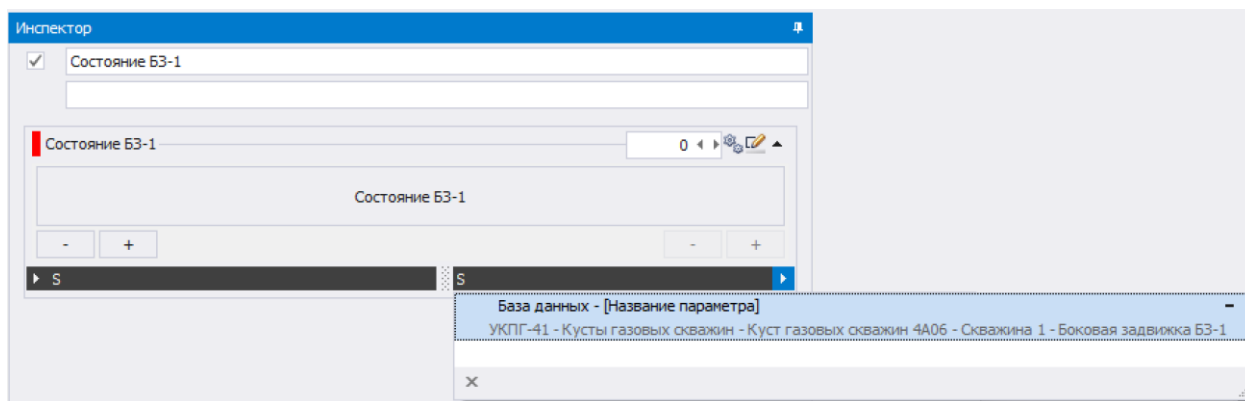 Инспектор
Состояние БЗ-1
Состояние БЗ-1
0
Состояние БЗ-1
- + - +
S S
База данных - [Название параметра] -
УКПГ-41 - Кусты газовых скважин - Куст газовых скважин 4А06 - Скважина 1 - Боковая задвижка БЗ-1